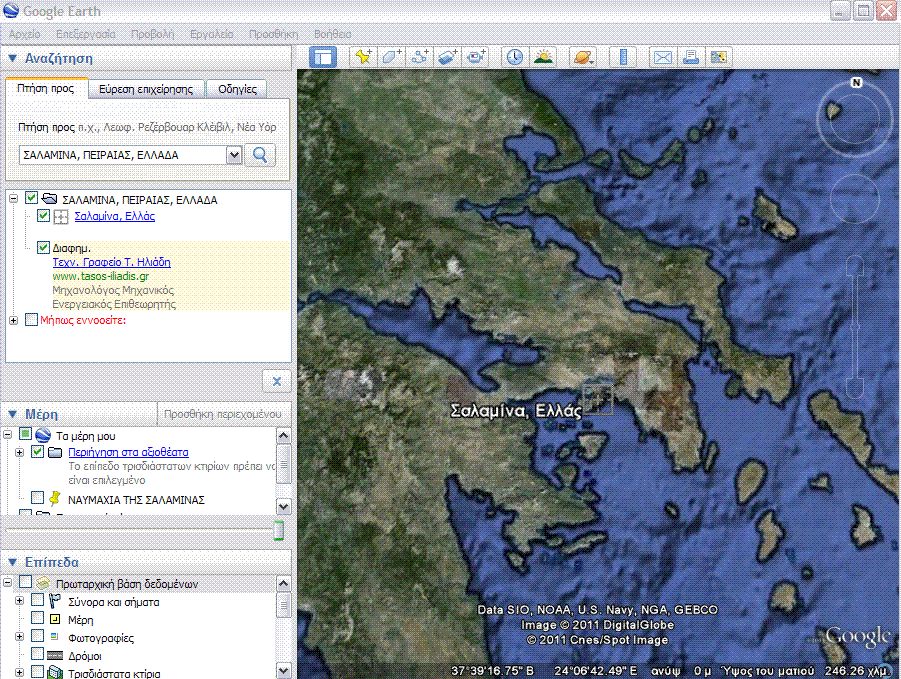 Google Earth
Αρχείο Επεξεργασία Προβολή Εργαλεία Προσθήκη Βοήθεια
Αναζήτηση
Πτήση προς Εύρεση επιχείρησης Οδηγίες
Πτήση προς π.χ., Λεωφ. Ρεζέρβουαρ Κλέιβιλ, Νέα Υόρ
ΣΑΛΑΜΙΝΑ, ΠΕΙΡΑΙΑΣ, ΕΛΛΑΔΑ
ΣΑΛΑΜΙΝΑ, ΠΕΙΡΑΙΑΣ, ΕΛΛΑΔΑ
Σαλαμίνα, Ελλάς
Διαφημ.
Τεχν. Γραφείο Τ. Ηλιάδη
www.tasos-iliadis.gr
Μηχανολόγος Μηχανικός
Ενεργειακός Επιθεωρητής
Μήπως εννοοείτε:
Μέρη
Προσθήκη περιεχομένου
Τα μέρη μου
Περιήγηση στα αξιοθέατα
Το επίπεδο τρισδιάστατων κτιρίων πρέπει να
είναι επιλεγμένο
ΝΑΥΜΑΧΙΑ ΤΗΣ ΣΑΛΑΜΙΝΑΣ
Επίπεδα
Πρωταρχική βάση δεδομένων
Σύνορα και σήματα
Μέρη
Φωτογραφίες
Δρόμοι
Τρισδιάστατα κτίρια
N
Σαλαμίνα, Ελλάς
Data SIO, NOAA, U.S. Navy, NGA, GEBCO
Image © 2011 DigitalGlobe
© 2011 Cnes/Spot Image
Google
37°39'16.75" Β 24°06'42.49" Ε ανύψ 0 μ Ύψος του ματιού 246.26 χλμ.